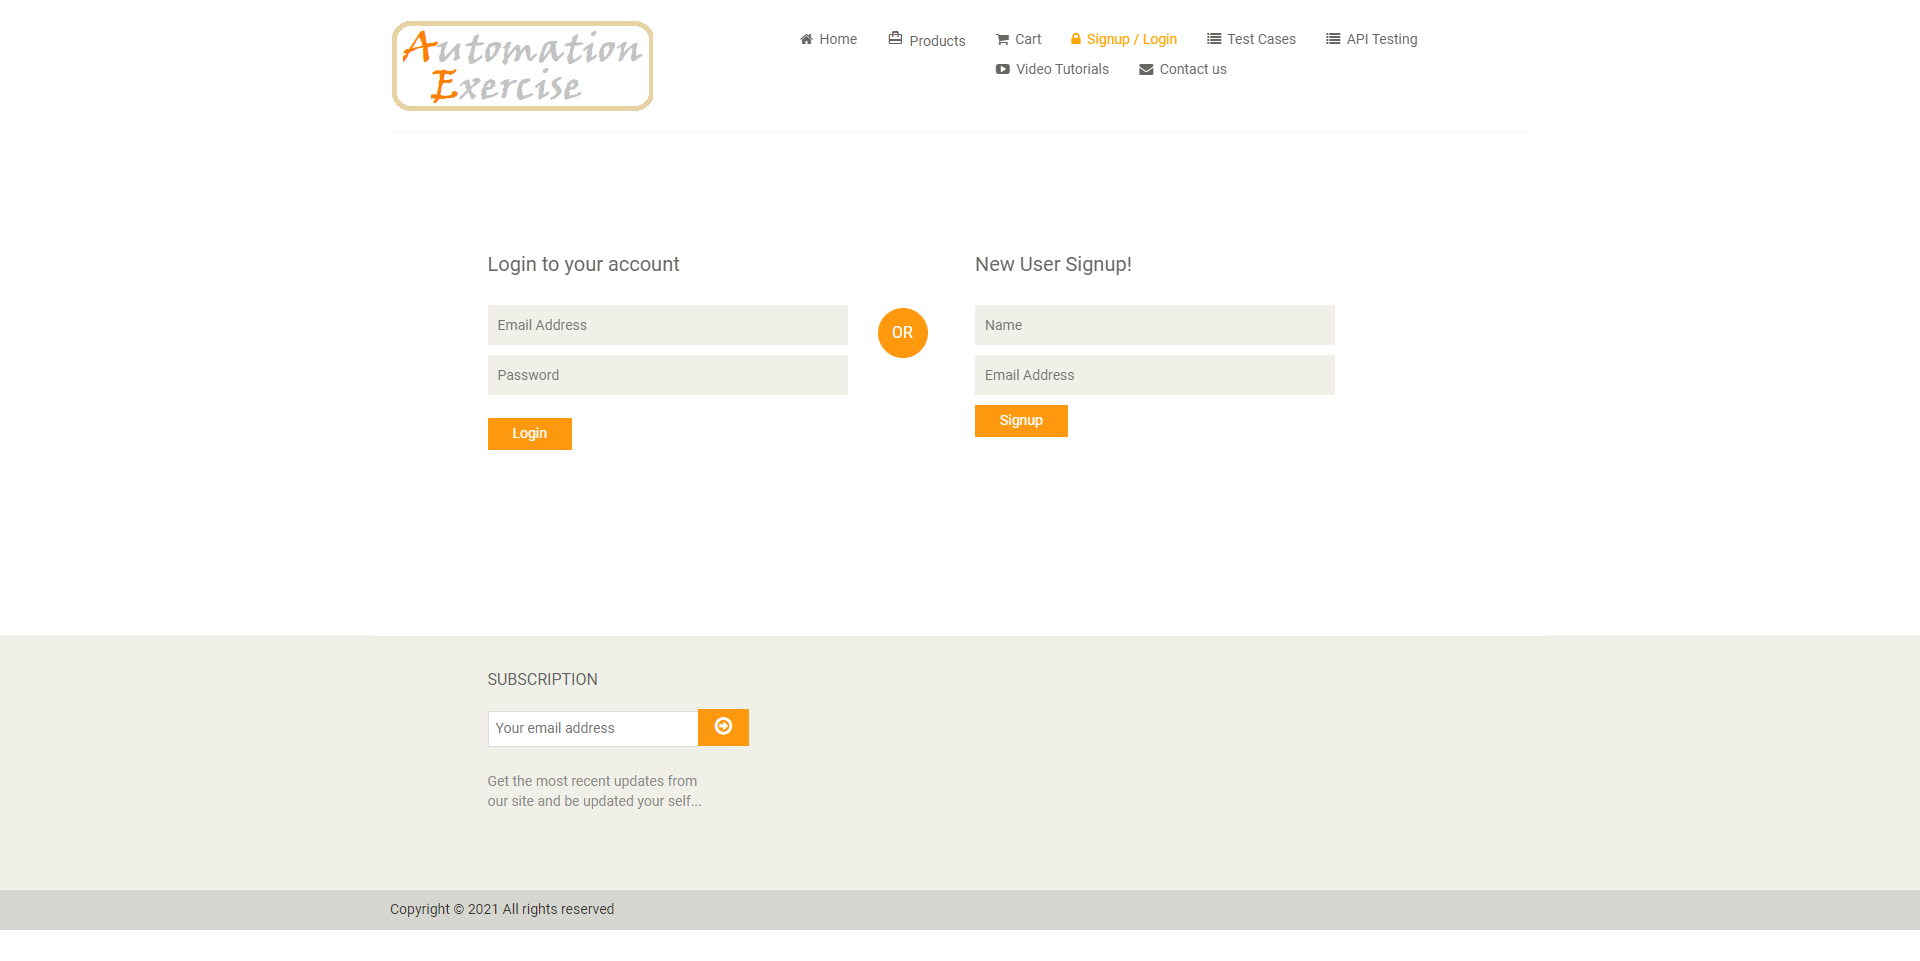 Automation
Exercise
Home Products Cart Signup / Login Test Cases API Testing
Video Tutorials Contact us
Login to your account
Email Address
Password
Login
OR
New User Signup!
Name
Email Address
Signup
SUBSCRIPTION
Your email address
Get the most recent updates from
our site and be updated your self...
Copyright © 2021 All rights reserved